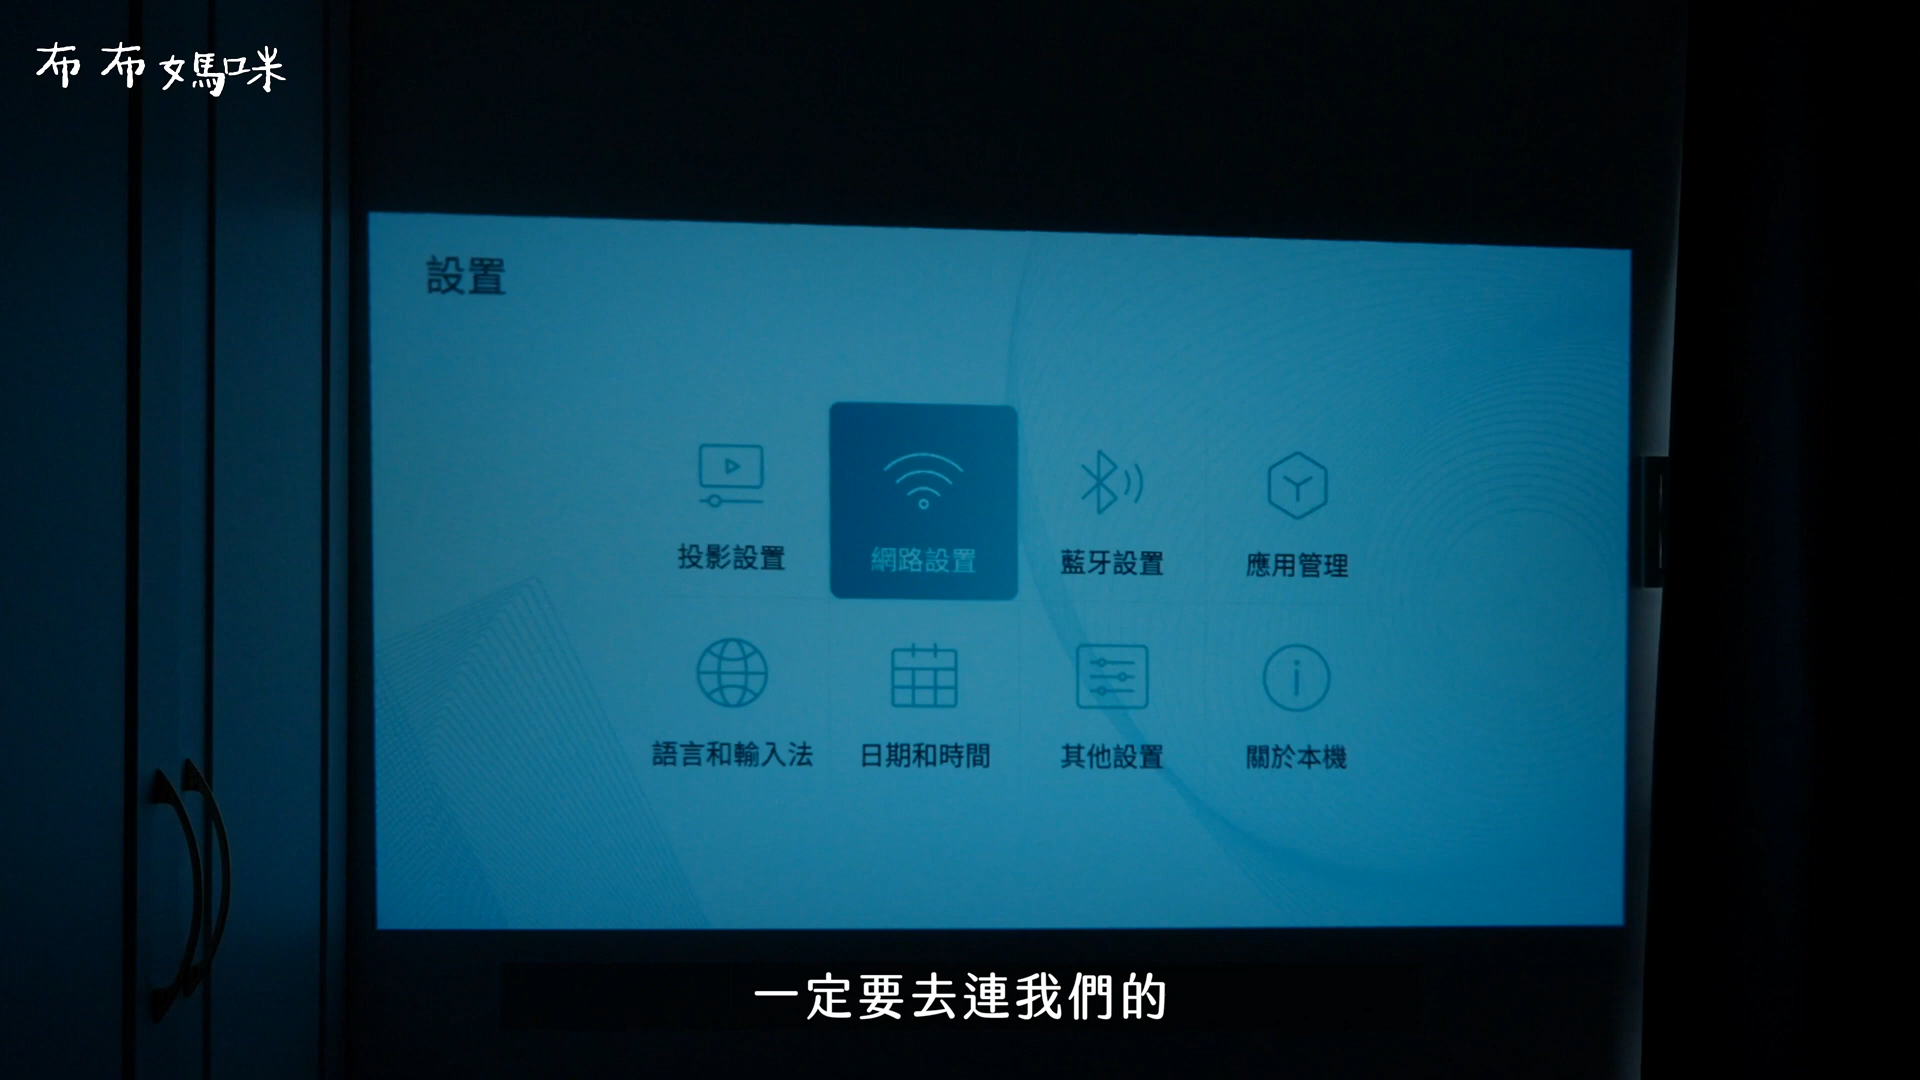 布布媽咪
設置
投影設置
網路設置
藍牙設置
應用管理
語言和輸入法
日期和時間
其他設置
關於本機
一定要去連我們的